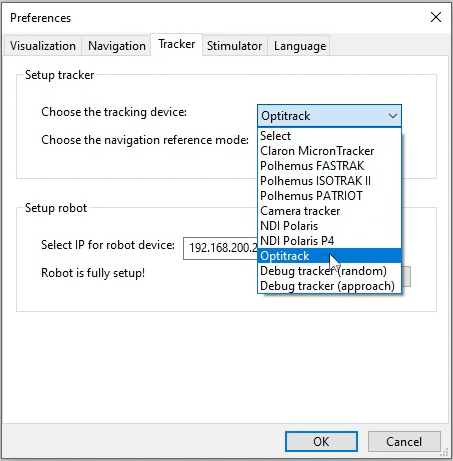 Preferences
Visualization Navigation Tracker Stimulator Language
Setup tracker
Choose the tracking device: Optitrack
Choose the navigation reference mode:
Select
Claron MicronTracker
Polhemus FASTRAK
Polhemus ISOTRAK II
Polhemus PATRIOT
Camera tracker
NDI Polaris
NDI Polaris P4
Optitrack
Debug tracker (random)
Debug tracker (approach)
Setup robot
Select IP for robot device: 192.168.200.2
Robot is fully setup!
OK Cancel